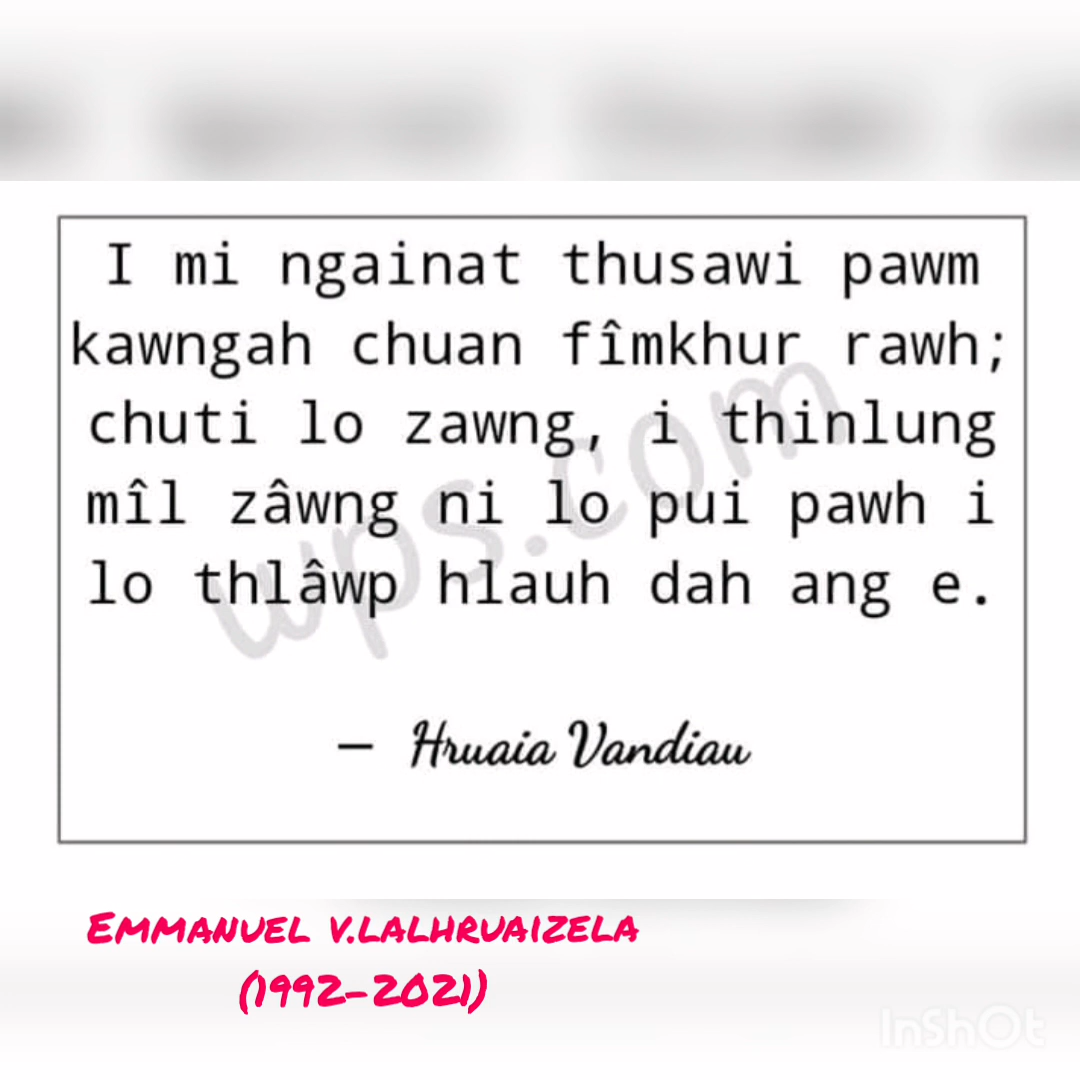 I mi ngainat thusawi pawm
kawngah chuan fîmkhur rawh;
chuti lo zawng, i thinlung
mîl zâwng ni lo pui pawh i
lo thlâwp hlauh dah ang e.
wps.com
— Hruaia Vandiau
EMMANUEL V.LALHRUAIZELA
(1992-2021)
InShOt